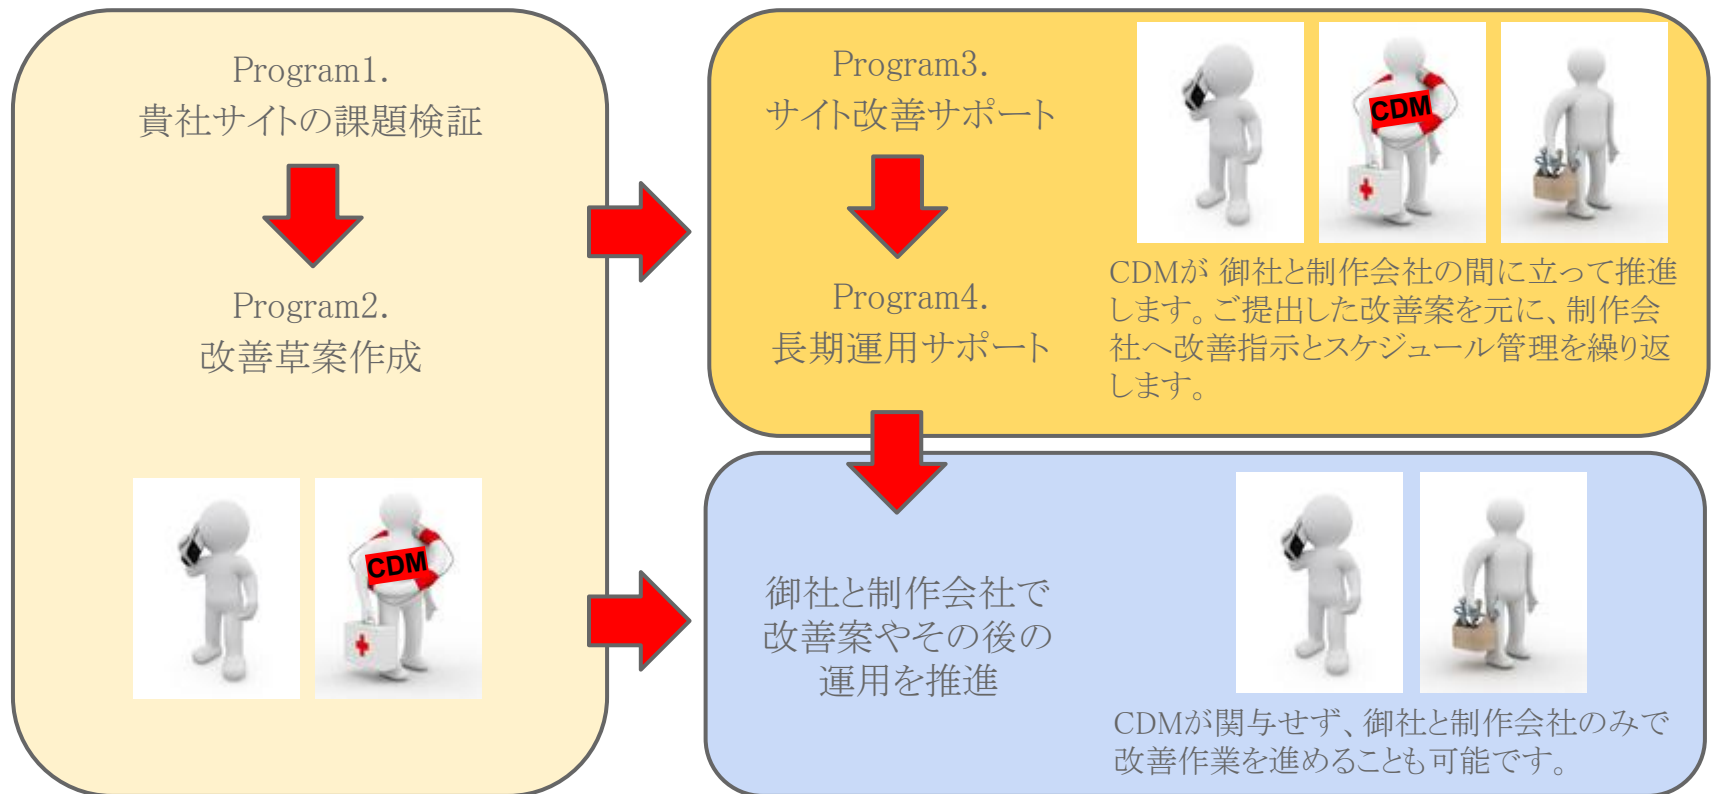 Program1.
貴社サイトの課題検証
Program2.
改善草案作成
CDM
Program3.
サイト改善サポート
Program4.
長期運用サポート
CDM
CDMが 御社と制作会社の間に立って推進
します。ご提出した改善案を元に、制作会
社へ改善指示とスケジュール管理を繰り返
します。
御社と制作会社で
改善案やその後の
運用を推進
CDMが関与せず、御社と制作会社のみで
改善作業を進めることも可能です。